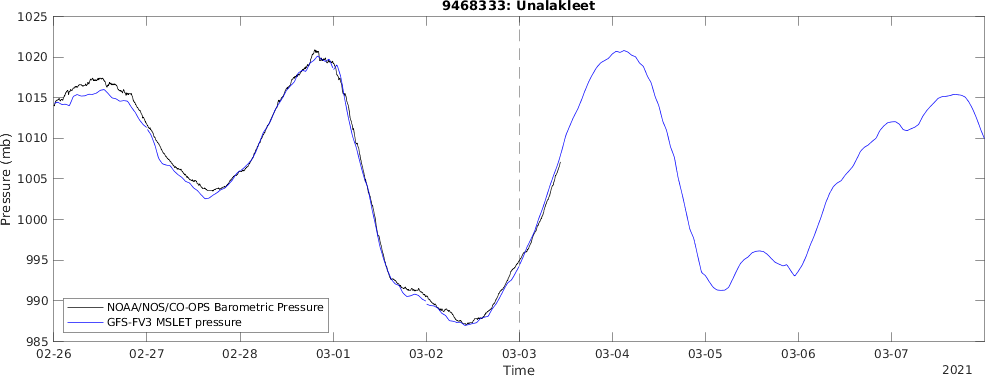 9468333: Unalakleet
1025
1020
1015
1010
1005
1000
995
990
985
Pressure (mb)
NOAA/NOS/CO-OPS Barometric Pressure
GFS-FV3 MSLET pressure
02-26 02-27 02-28 03-01 03-02 03-03 03-04 03-05 03-06 03-07
Time
2021